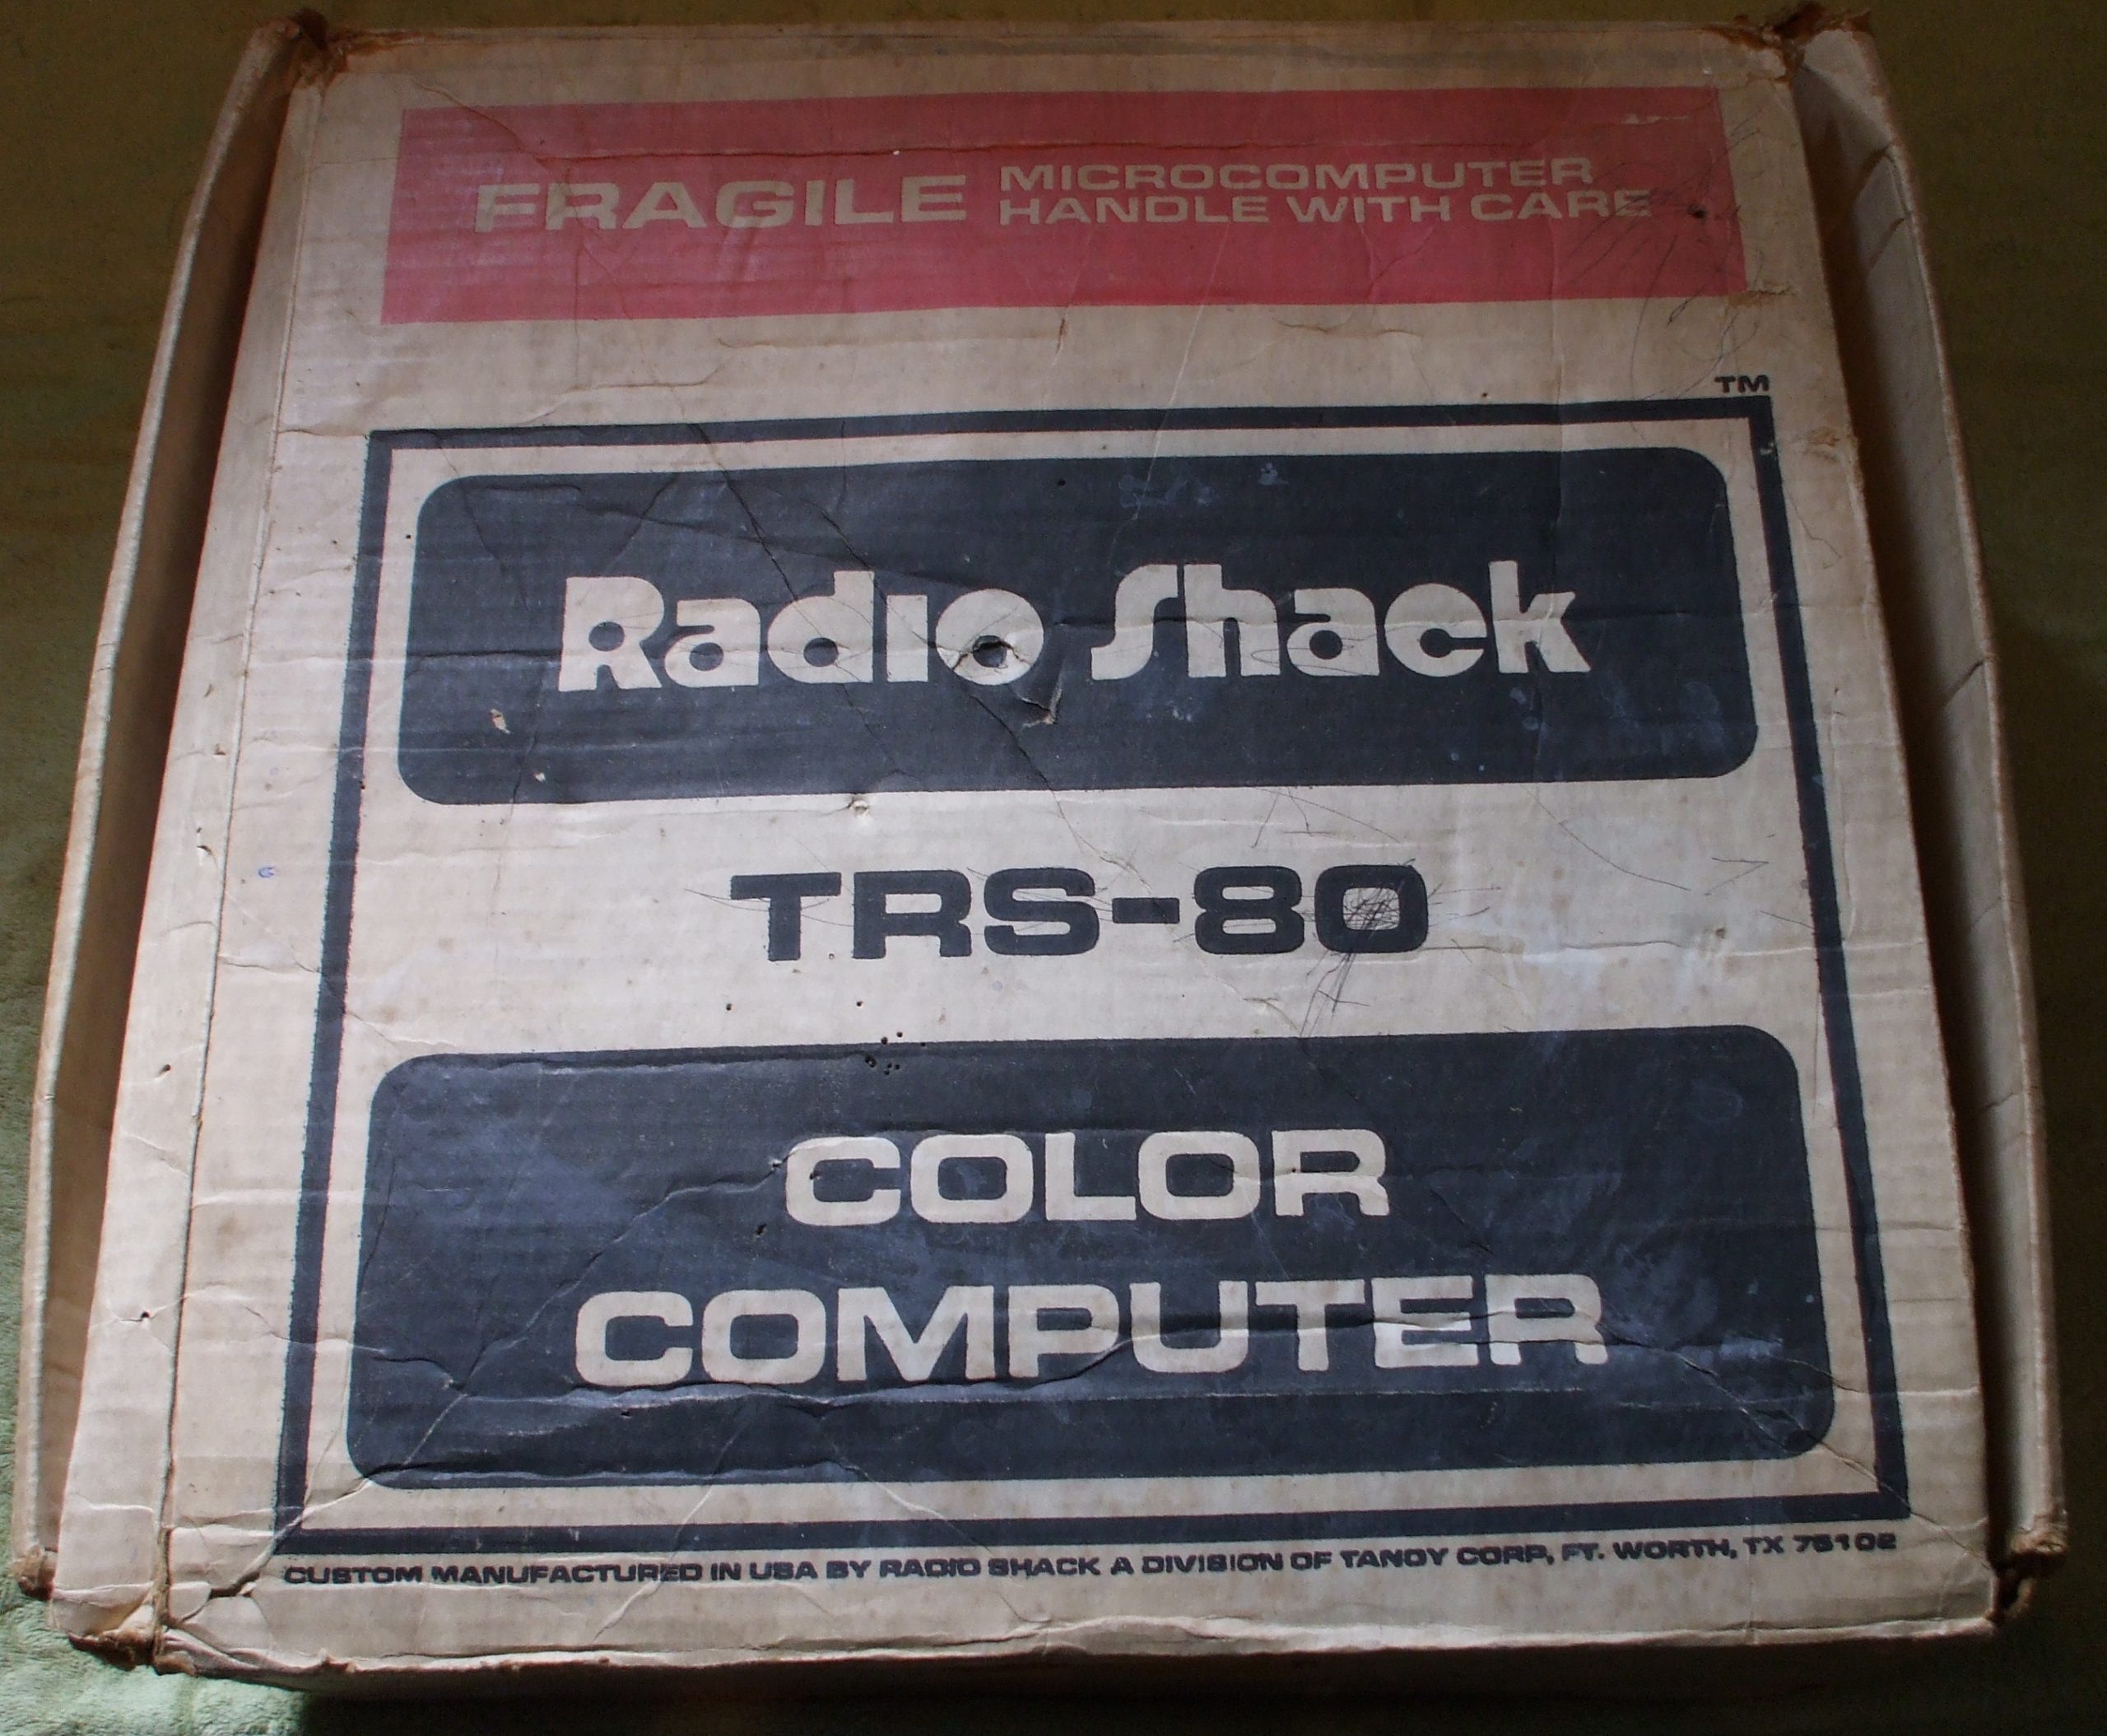 FRAGILE MICROCOMPUTER
HANDLE WITH CARE
TM
Radio Shack
TRS-80
COLOR
COMPUTER
CUSTOM MANUFACTURED IN USA BY RADIO SHACK A DIVISION OF TANDY CORP, FT. WORTH, TX 76102